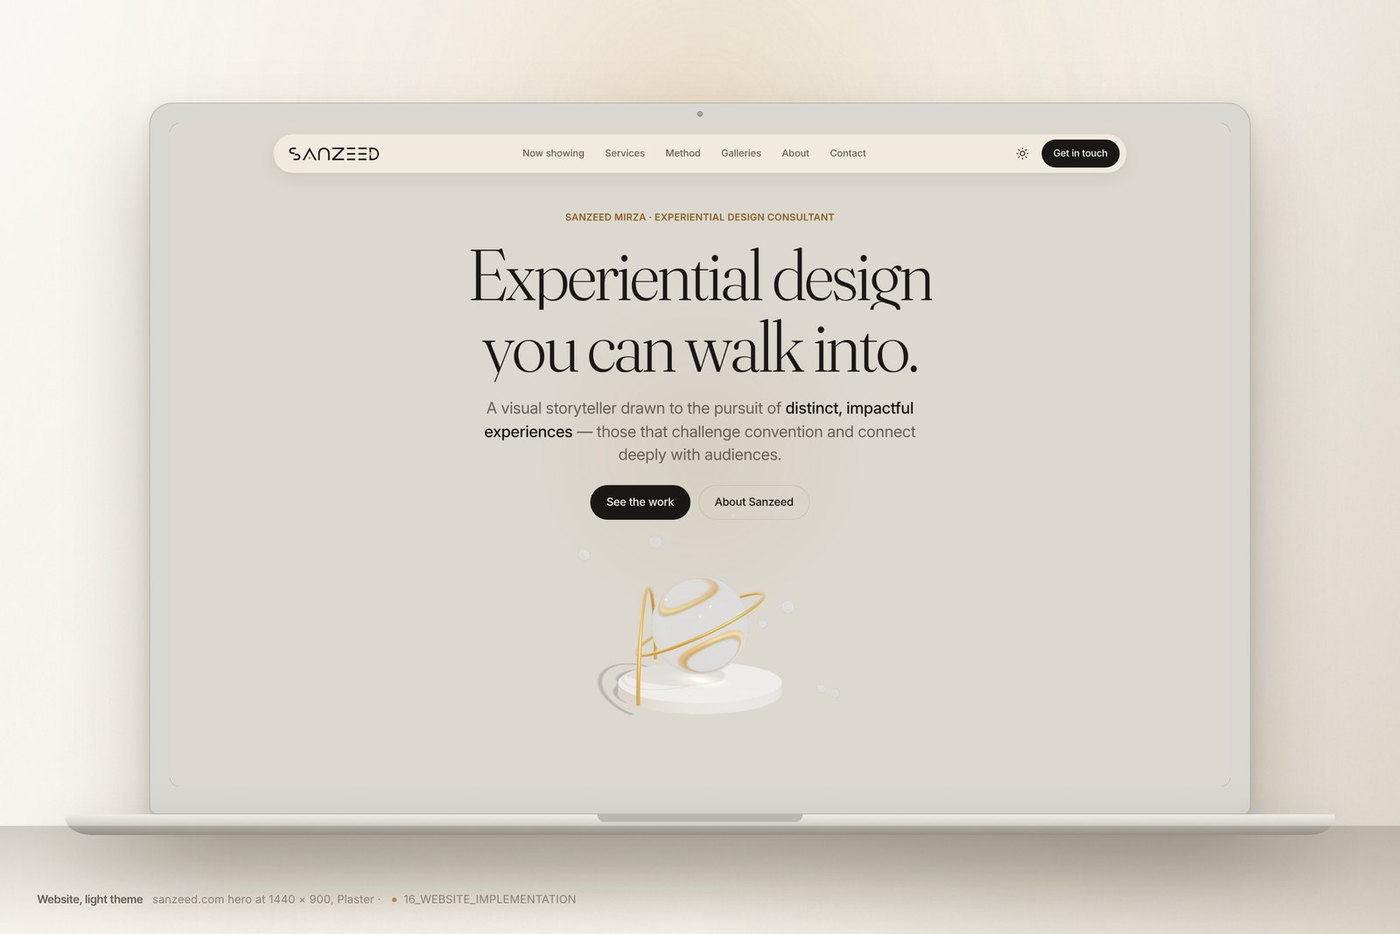 SANZEED
Now showing Services Method Galleries About Contact
Get in touch
SANZEED MIRZA · EXPERIENTIAL DESIGN CONSULTANT
Experiential design
you can walk into.
A visual storyteller drawn to the pursuit of distinct, impactful
experiences — those that challenge convention and connect
deeply with audiences.
See the work About Sanzeed
Website, light theme sanzeed.com hero at 1440 × 900, Plaster · • 16_WEBSITE_IMPLEMENTATION